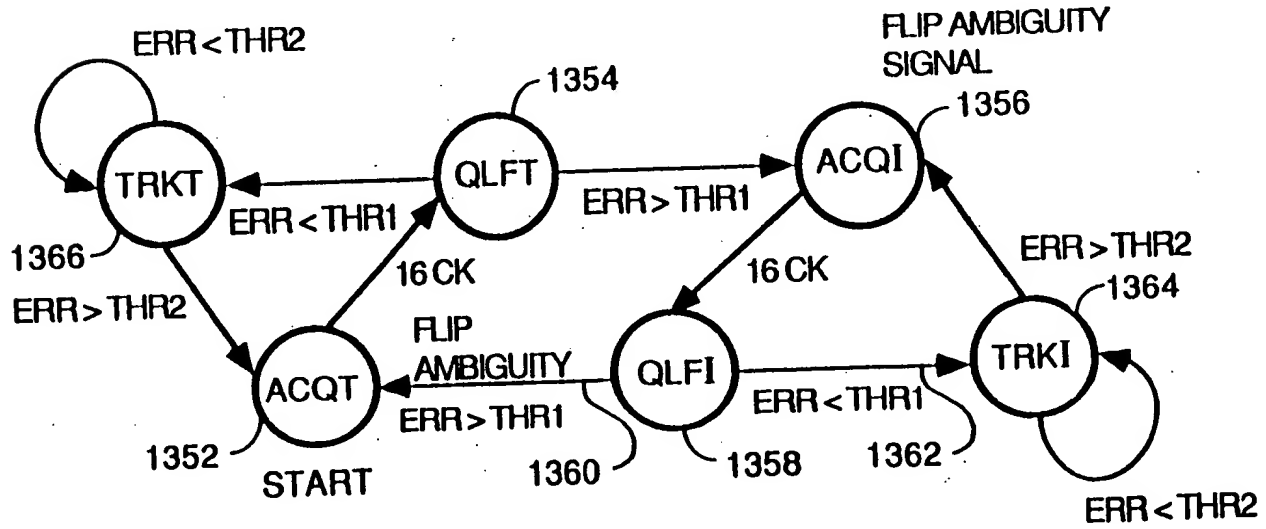 ERR < THR2
FLIP AMBIGUITY
SIGNAL
1354
1356
TRKT
QLFT
ACQI
ERR < THR1
ERR > THR1
1366
16 CK
16 CK
ERR > THR2
1364
ERR > THR2
FLIP
AMBIGUITY
ACQT
QLFI
TRKI
ERR > THR1
ERR < THR1
1352
1360
1358
1362
START
ERR < THR2